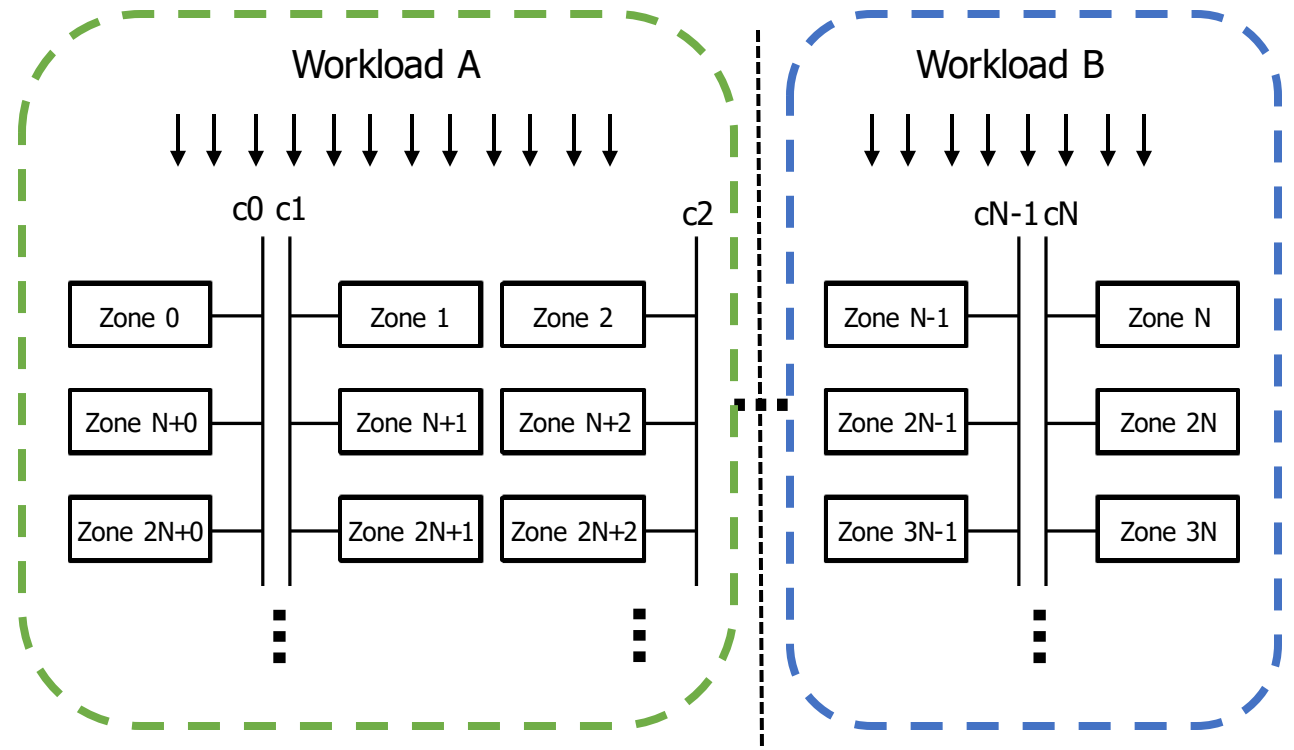 Workload A
c0 c1
c2
Zone 0
Zone 1
Zone 2
Zone N+0
Zone N+1
Zone N+2
Zone 2N+0
Zone 2N+1
Zone 2N+2
Workload B
cN-1 cN
Zone N-1
Zone N
Zone 2N-1
Zone 2N
Zone 3N-1
Zone 3N